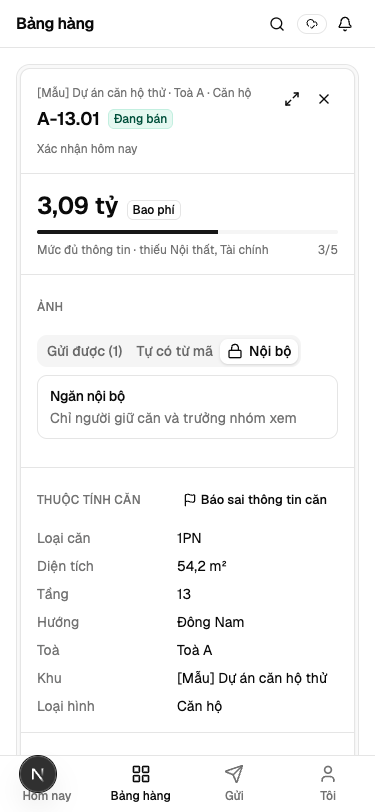 Bảng hàng
[Mẫu] Dự án căn hộ thử · Toà A · Căn hộ
A-13.01 Đang bán
Xác nhận hôm nay
3,09 tỷ Bao phí
Mức đủ thông tin · thiếu Nội thất, Tài chính 3/5
ẢNH
Gửi được (1) Tự có từ mã Nội bộ
Ngăn nội bộ
Chỉ người giữ căn và trưởng nhóm xem
THUỘC TÍNH CĂN Báo sai thông tin căn
Loại căn 1PN
Diện tích 54,2 m²
Tầng 13
Hướng Đông Nam
Toà Toà A
Khu [Mẫu] Dự án căn hộ thử
Loại hình Căn hộ
N
Hôm nay Bảng hàng Gửi Tôi